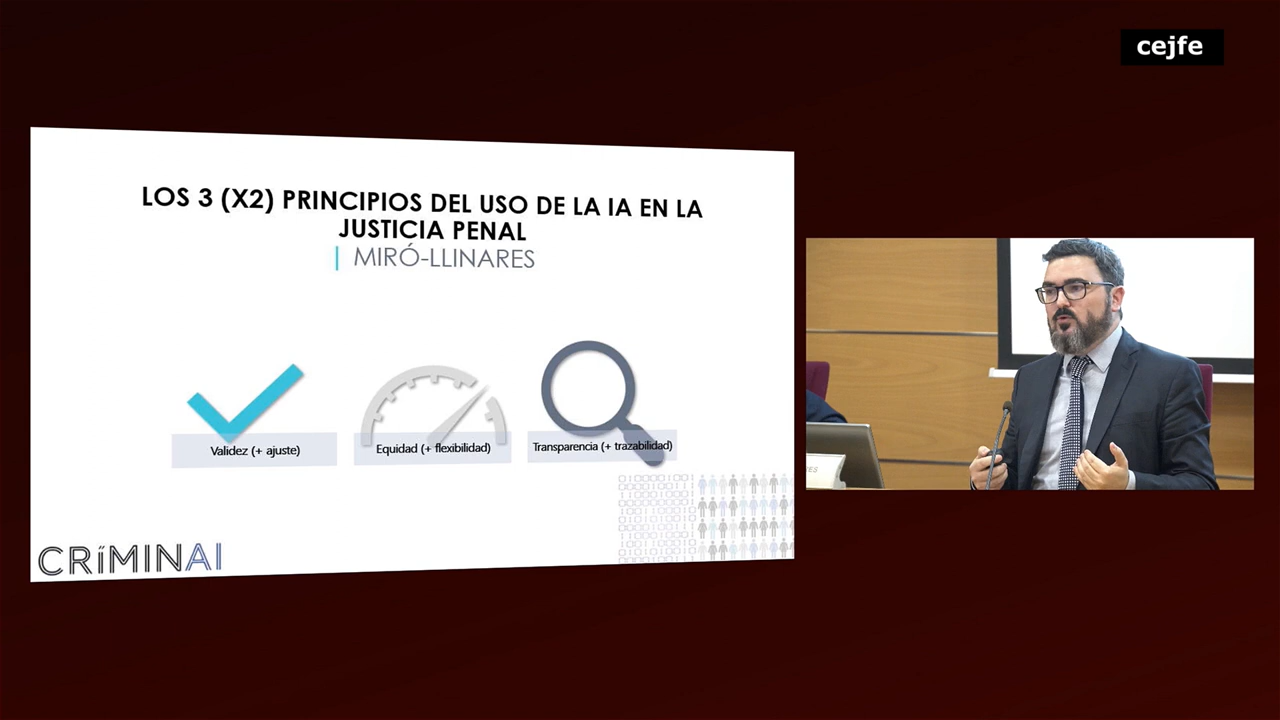 cejfe
LOS 3 (X2) PRINCIPIOS DEL USO DE LA IA EN LA
JUSTICIA PENAL
| MIRÓ-LLINARES
Validez (+ ajuste)
Equidad (+ flexibilidad)
Transparencia (+ trazabilidad)
CRíMINAI